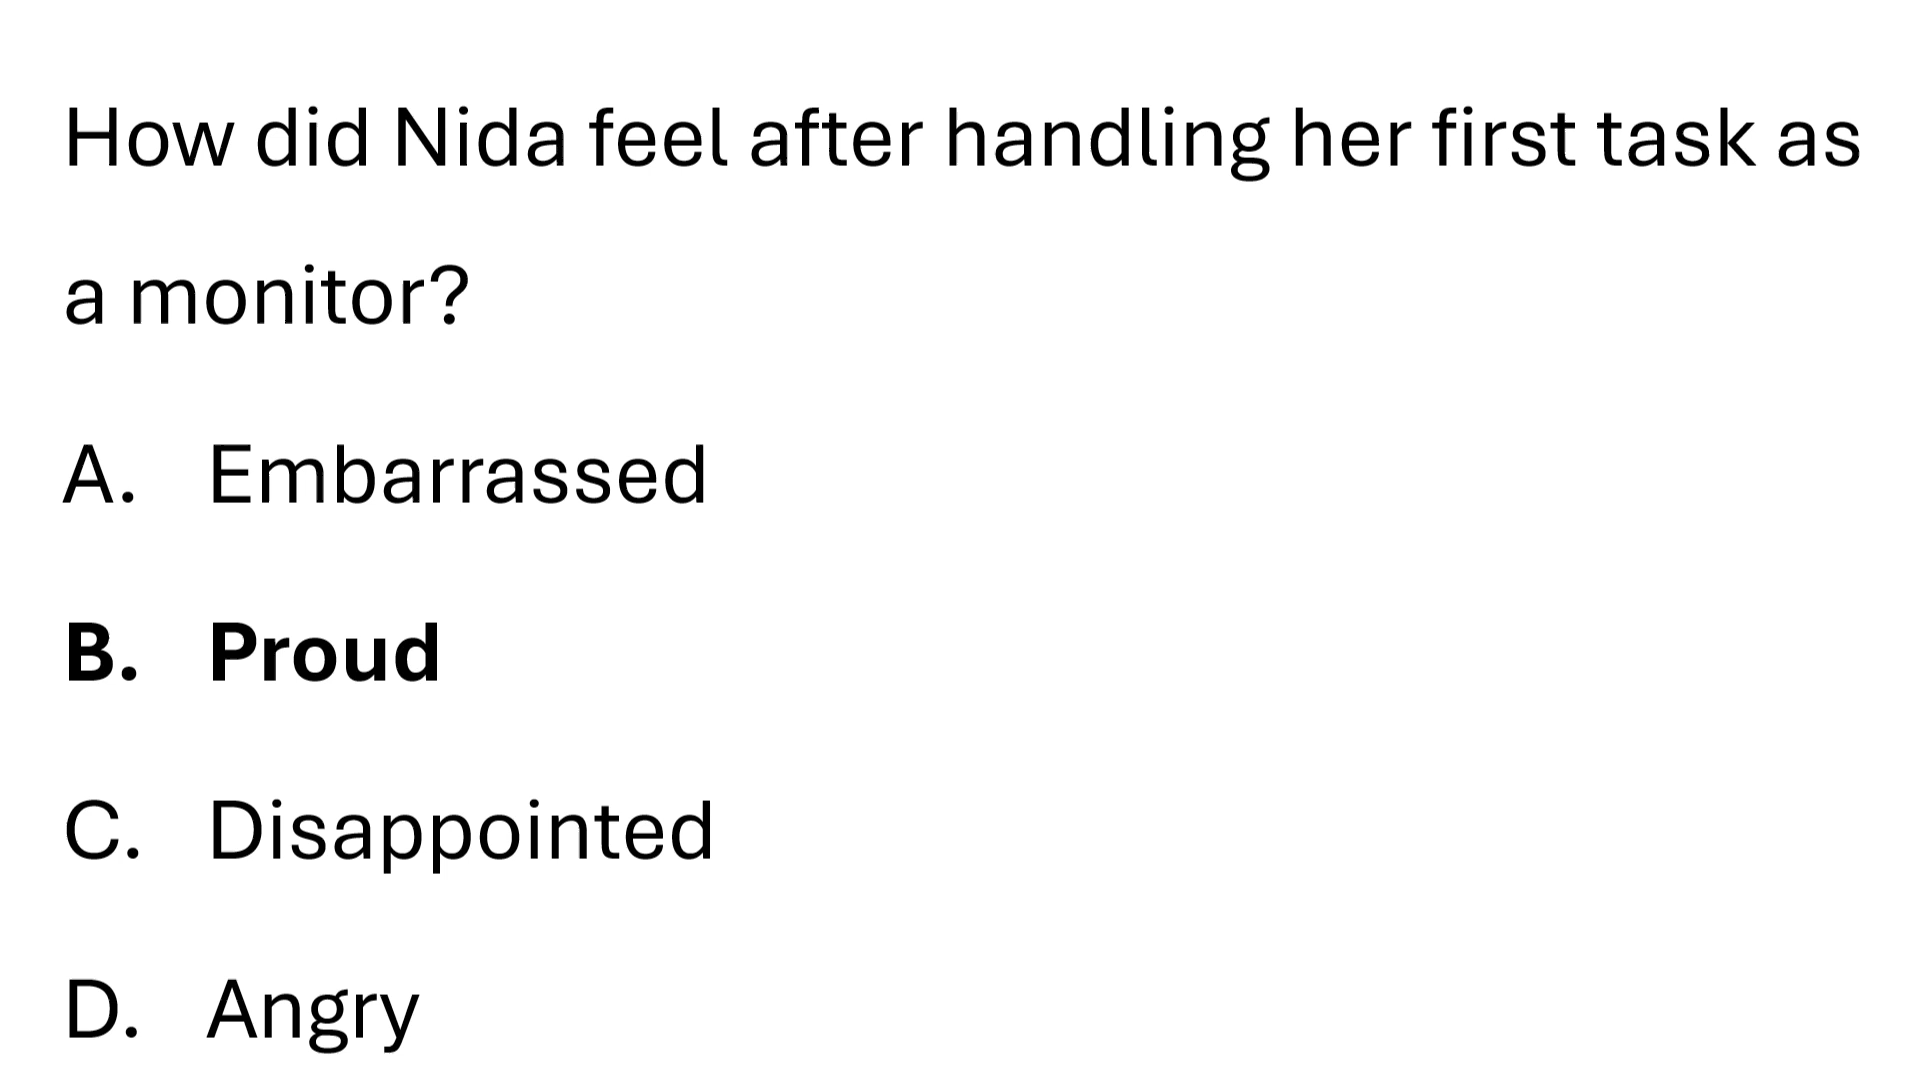 How did Nida feel after handling her first task as
a monitor?
A. Embarrassed
B. Proud
C. Disappointed
D. Angry